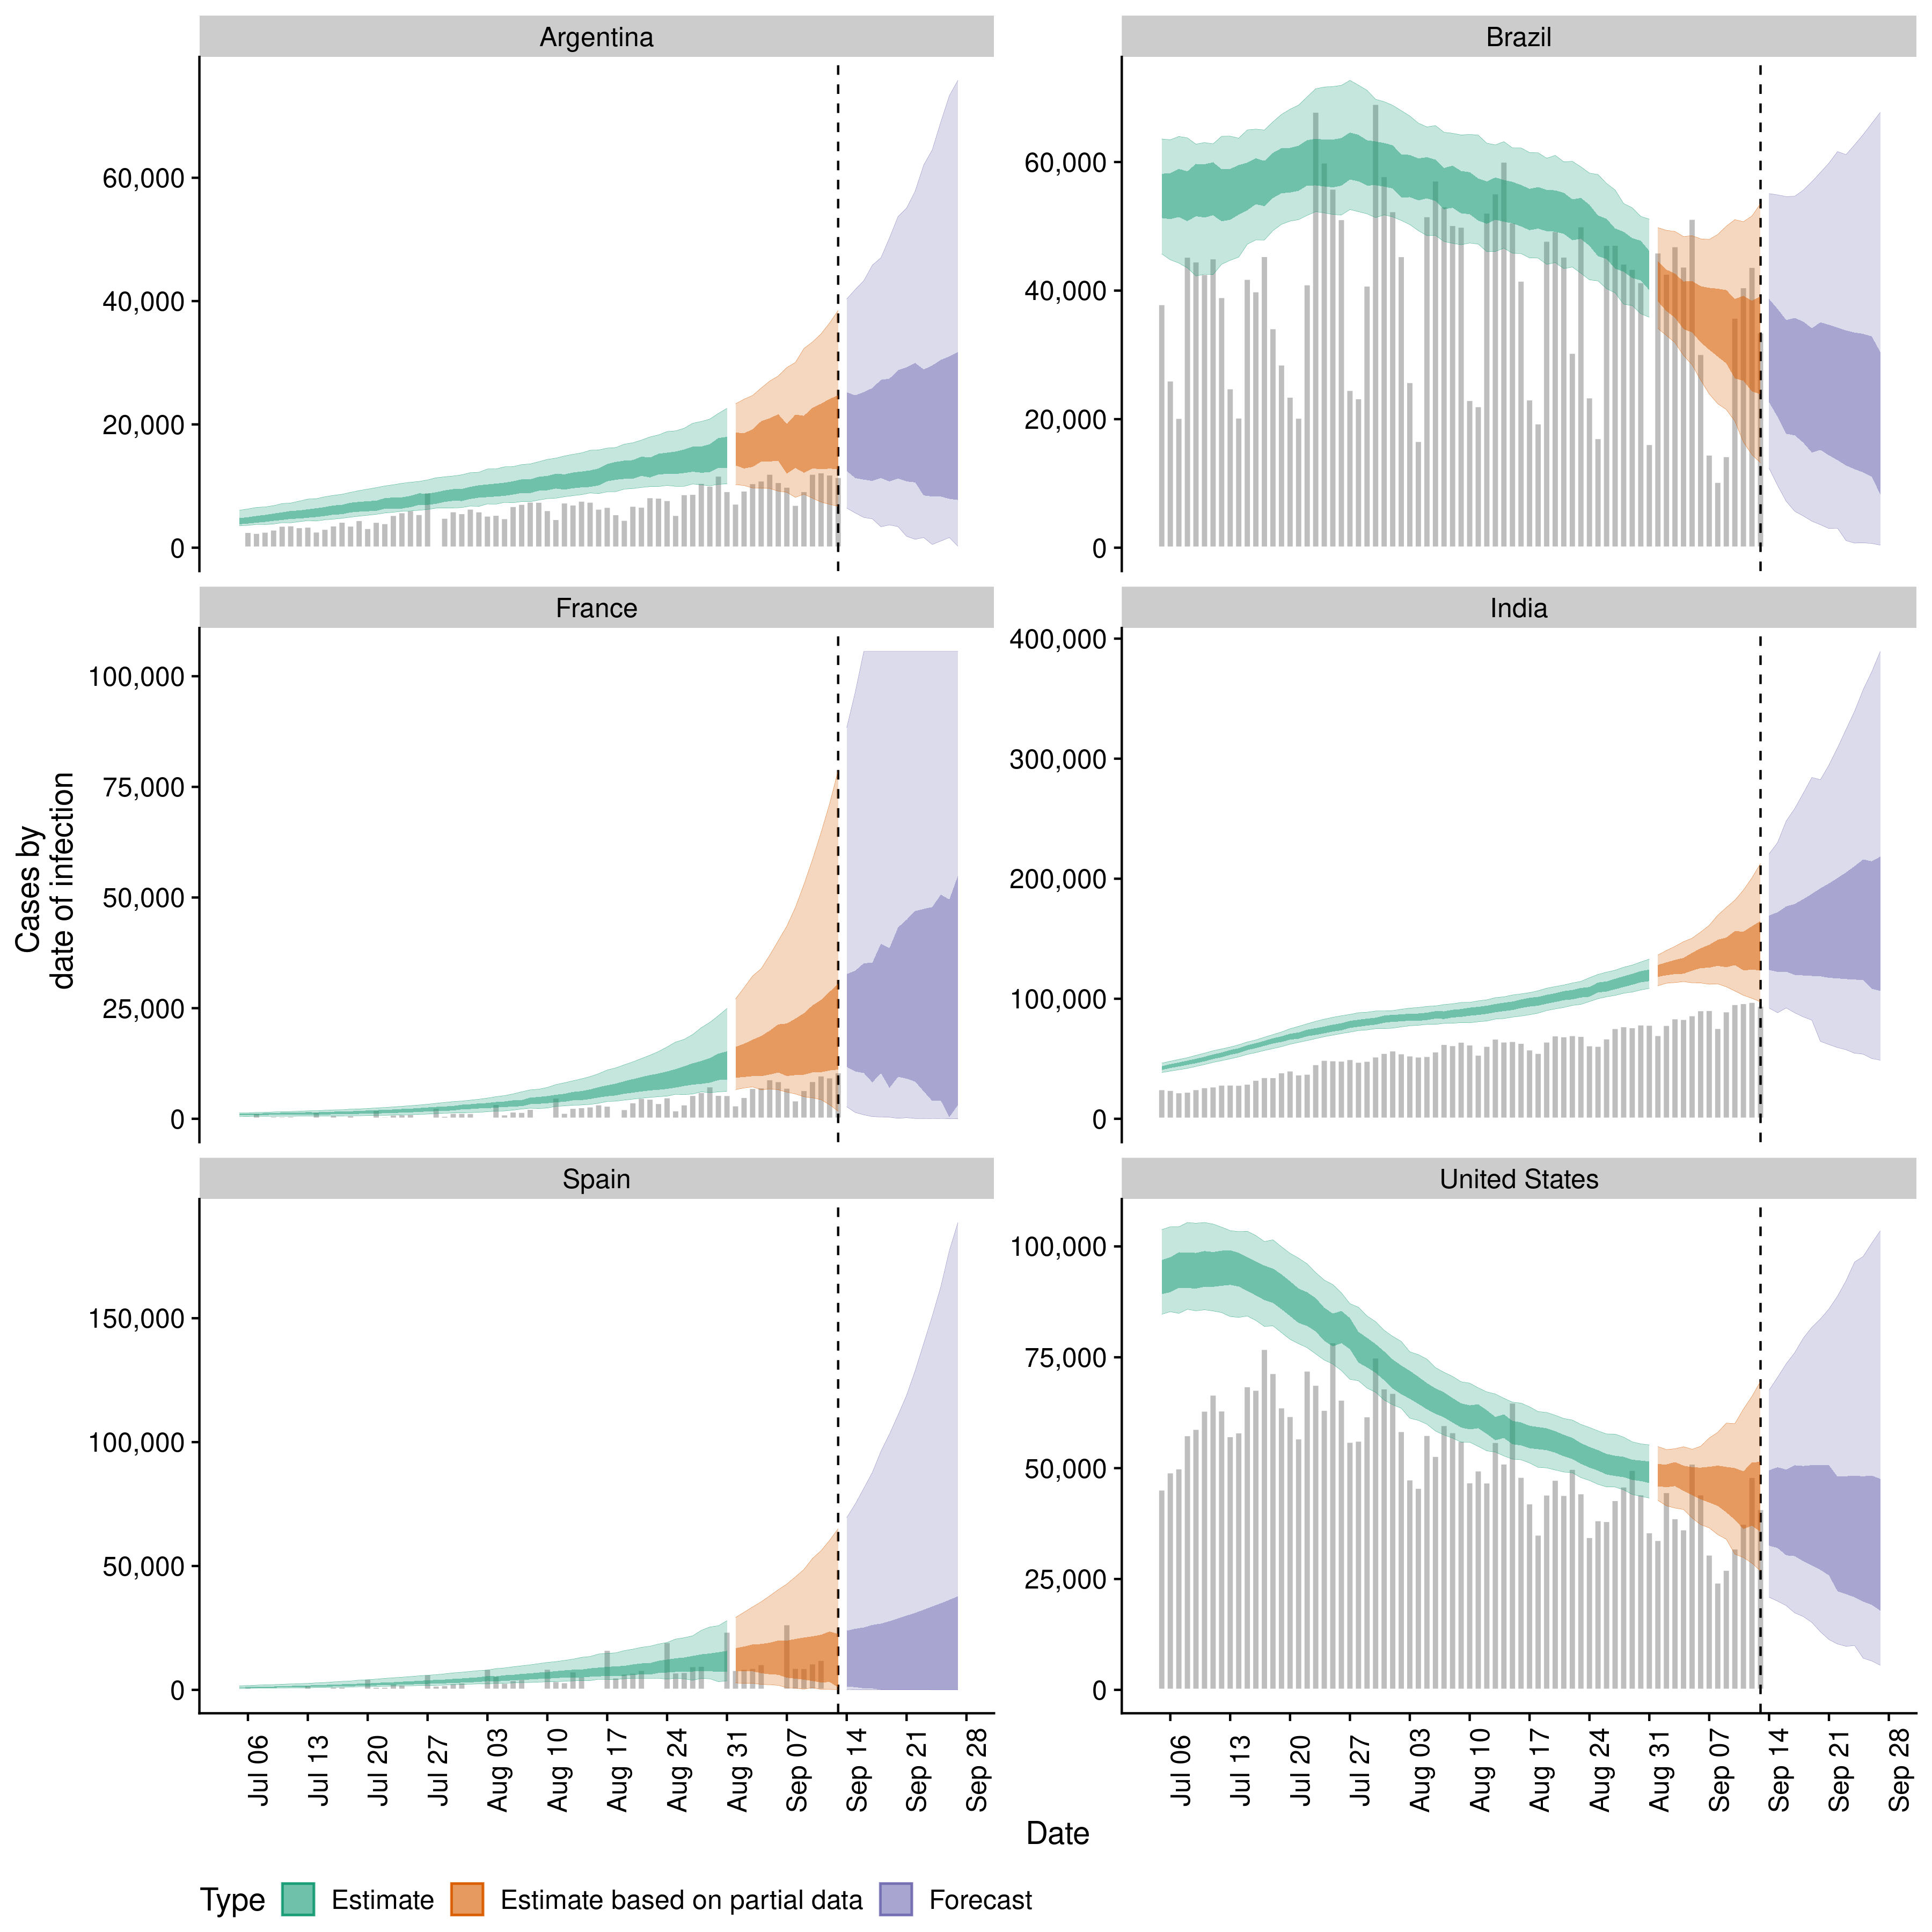 Argentina
Brazil
60,000
40,000
20,000
0
60,000
40,000
20,000
0
France
India
100,000
75,000
50,000
25,000
0
400,000
300,000
200,000
100,000
0
Spain
United States
150,000
100,000
50,000
0
100,000
75,000
50,000
25,000
0
Cases by
date of infection
Jul 06
Jul 13
Jul 20
Jul 27
Aug 03
Aug 10
Aug 17
Aug 24
Aug 31
Sep 07
Sep 14
Sep 21
Sep 28
Jul 06
Jul 13
Jul 20
Jul 27
Aug 03
Aug 10
Aug 17
Aug 24
Aug 31
Sep 07
Sep 14
Sep 21
Sep 28
Date
Type Estimate Estimate based on partial data Forecast